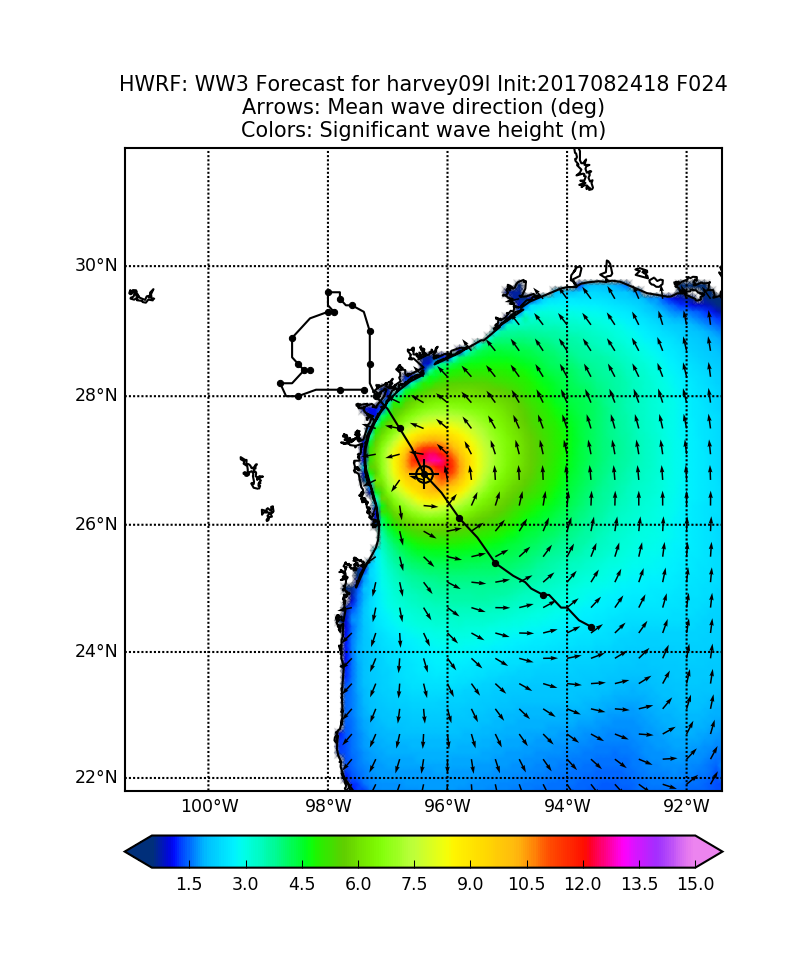 HWRF: WW3 Forecast for harvey09l Init:2017082418 F024
Arrows: Mean wave direction (deg)
Colors: Significant wave height (m)
30°N
28°N
26°N
24°N
22°N
100°W 98°W 96°W 94°W 92°W
1.5 3.0 4.5 6.0 7.5 9.0 10.5 12.0 13.5 15.0